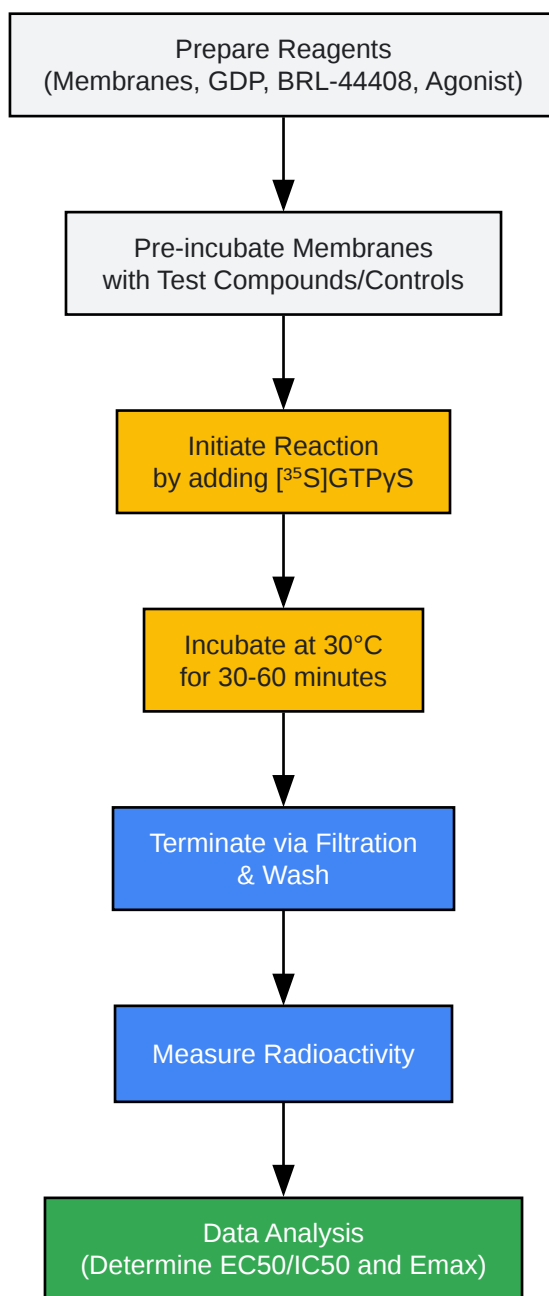 Prepare Reagents
(Membranes, GDP, BRL-44408, Agonist)
Pre-incubate Membranes
with Test Compounds/Controls
Initiate Reaction
by adding [³⁵S]GTPγS
Incubate at 30°C
for 30-60 minutes
Terminate via Filtration
& Wash
Measure Radioactivity
Data Analysis
(Determine EC50/IC50 and Emax)